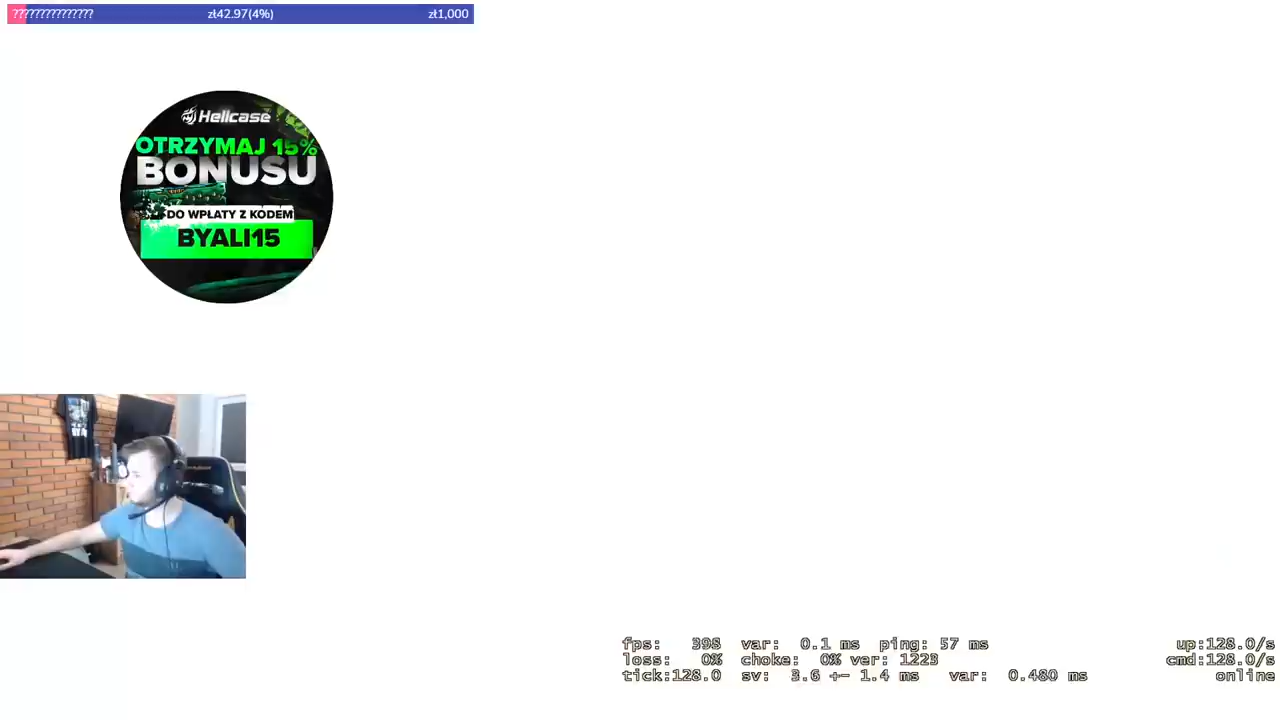 ??????????????? zł42.97(4%) zł1,000
Hellcase
OTRZYMAJ 15%
BONUSU
DO WPŁATY Z KODEM
BYALI15
fps: 398 var: 0.1 ms ping: 57 ms up:128.0/s
loss: 0% choke: 0% ver: 1223 cmd:128.0/s
tick:128.0 sv: 3.6 +- 1.4 ms var: 0.480 ms online